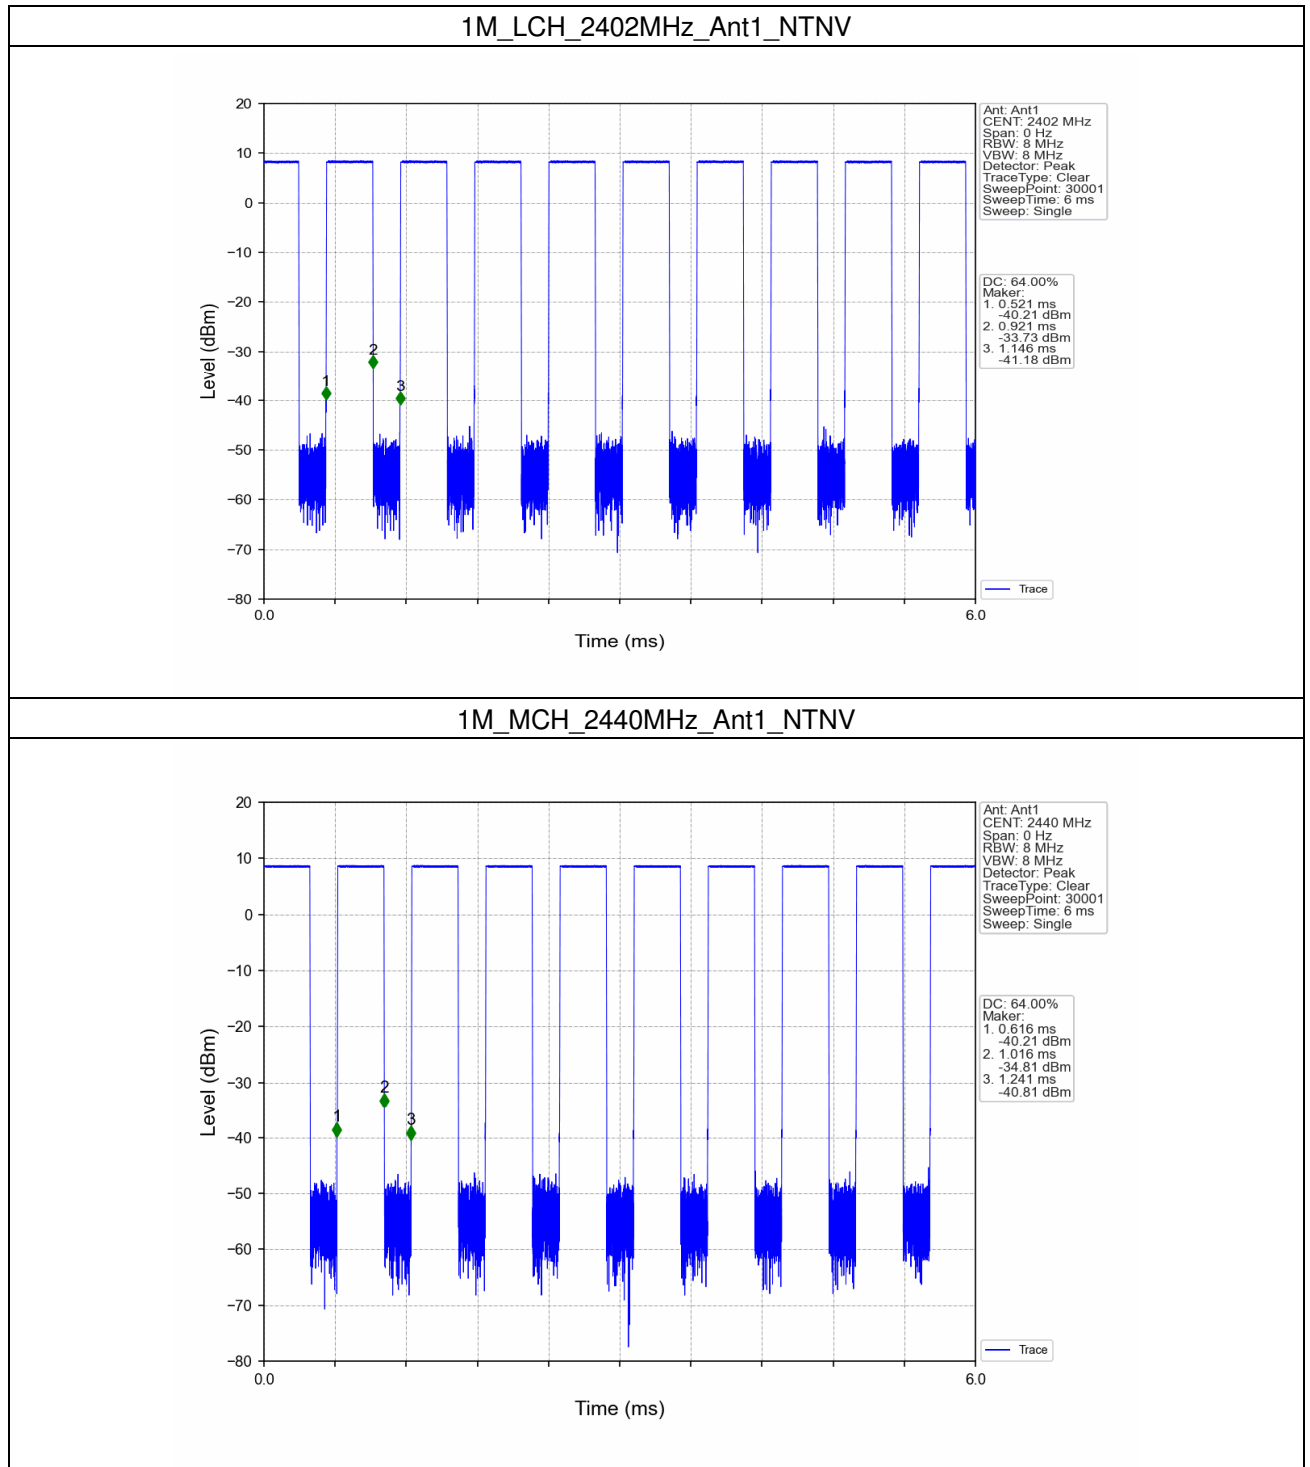 1M_LCH_2402MHz_Ant1_NTNV
20
10
0
−10
−20
−30
−40
−50
−60
−70
−80
Level (dBm)
1
2
3
0.0
6.0
Time (ms)
Ant: Ant1
CENT: 2402 MHz
Span: 0 Hz
RBW: 8 MHz
VBW: 8 MHz
Detector: Peak
TraceType: Clear
SweepPoint: 30001
SweepTime: 6 ms
Sweep: Single
DC: 64.00%
Maker:
1. 0.521 ms
-40.21 dBm
2. 0.921 ms
-33.73 dBm
3. 1.146 ms
-41.18 dBm
Trace
1M_MCH_2440MHz_Ant1_NTNV
20
10
0
−10
−20
−30
−40
−50
−60
−70
−80
Level (dBm)
1
2
3
0.0
6.0
Time (ms)
Ant: Ant1
CENT: 2440 MHz
Span: 0 Hz
RBW: 8 MHz
VBW: 8 MHz
Detector: Peak
TraceType: Clear
SweepPoint: 30001
SweepTime: 6 ms
Sweep: Single
DC: 64.00%
Maker:
1. 0.616 ms
-40.21 dBm
2. 1.016 ms
-34.81 dBm
3. 1.241 ms
-40.81 dBm
Trace